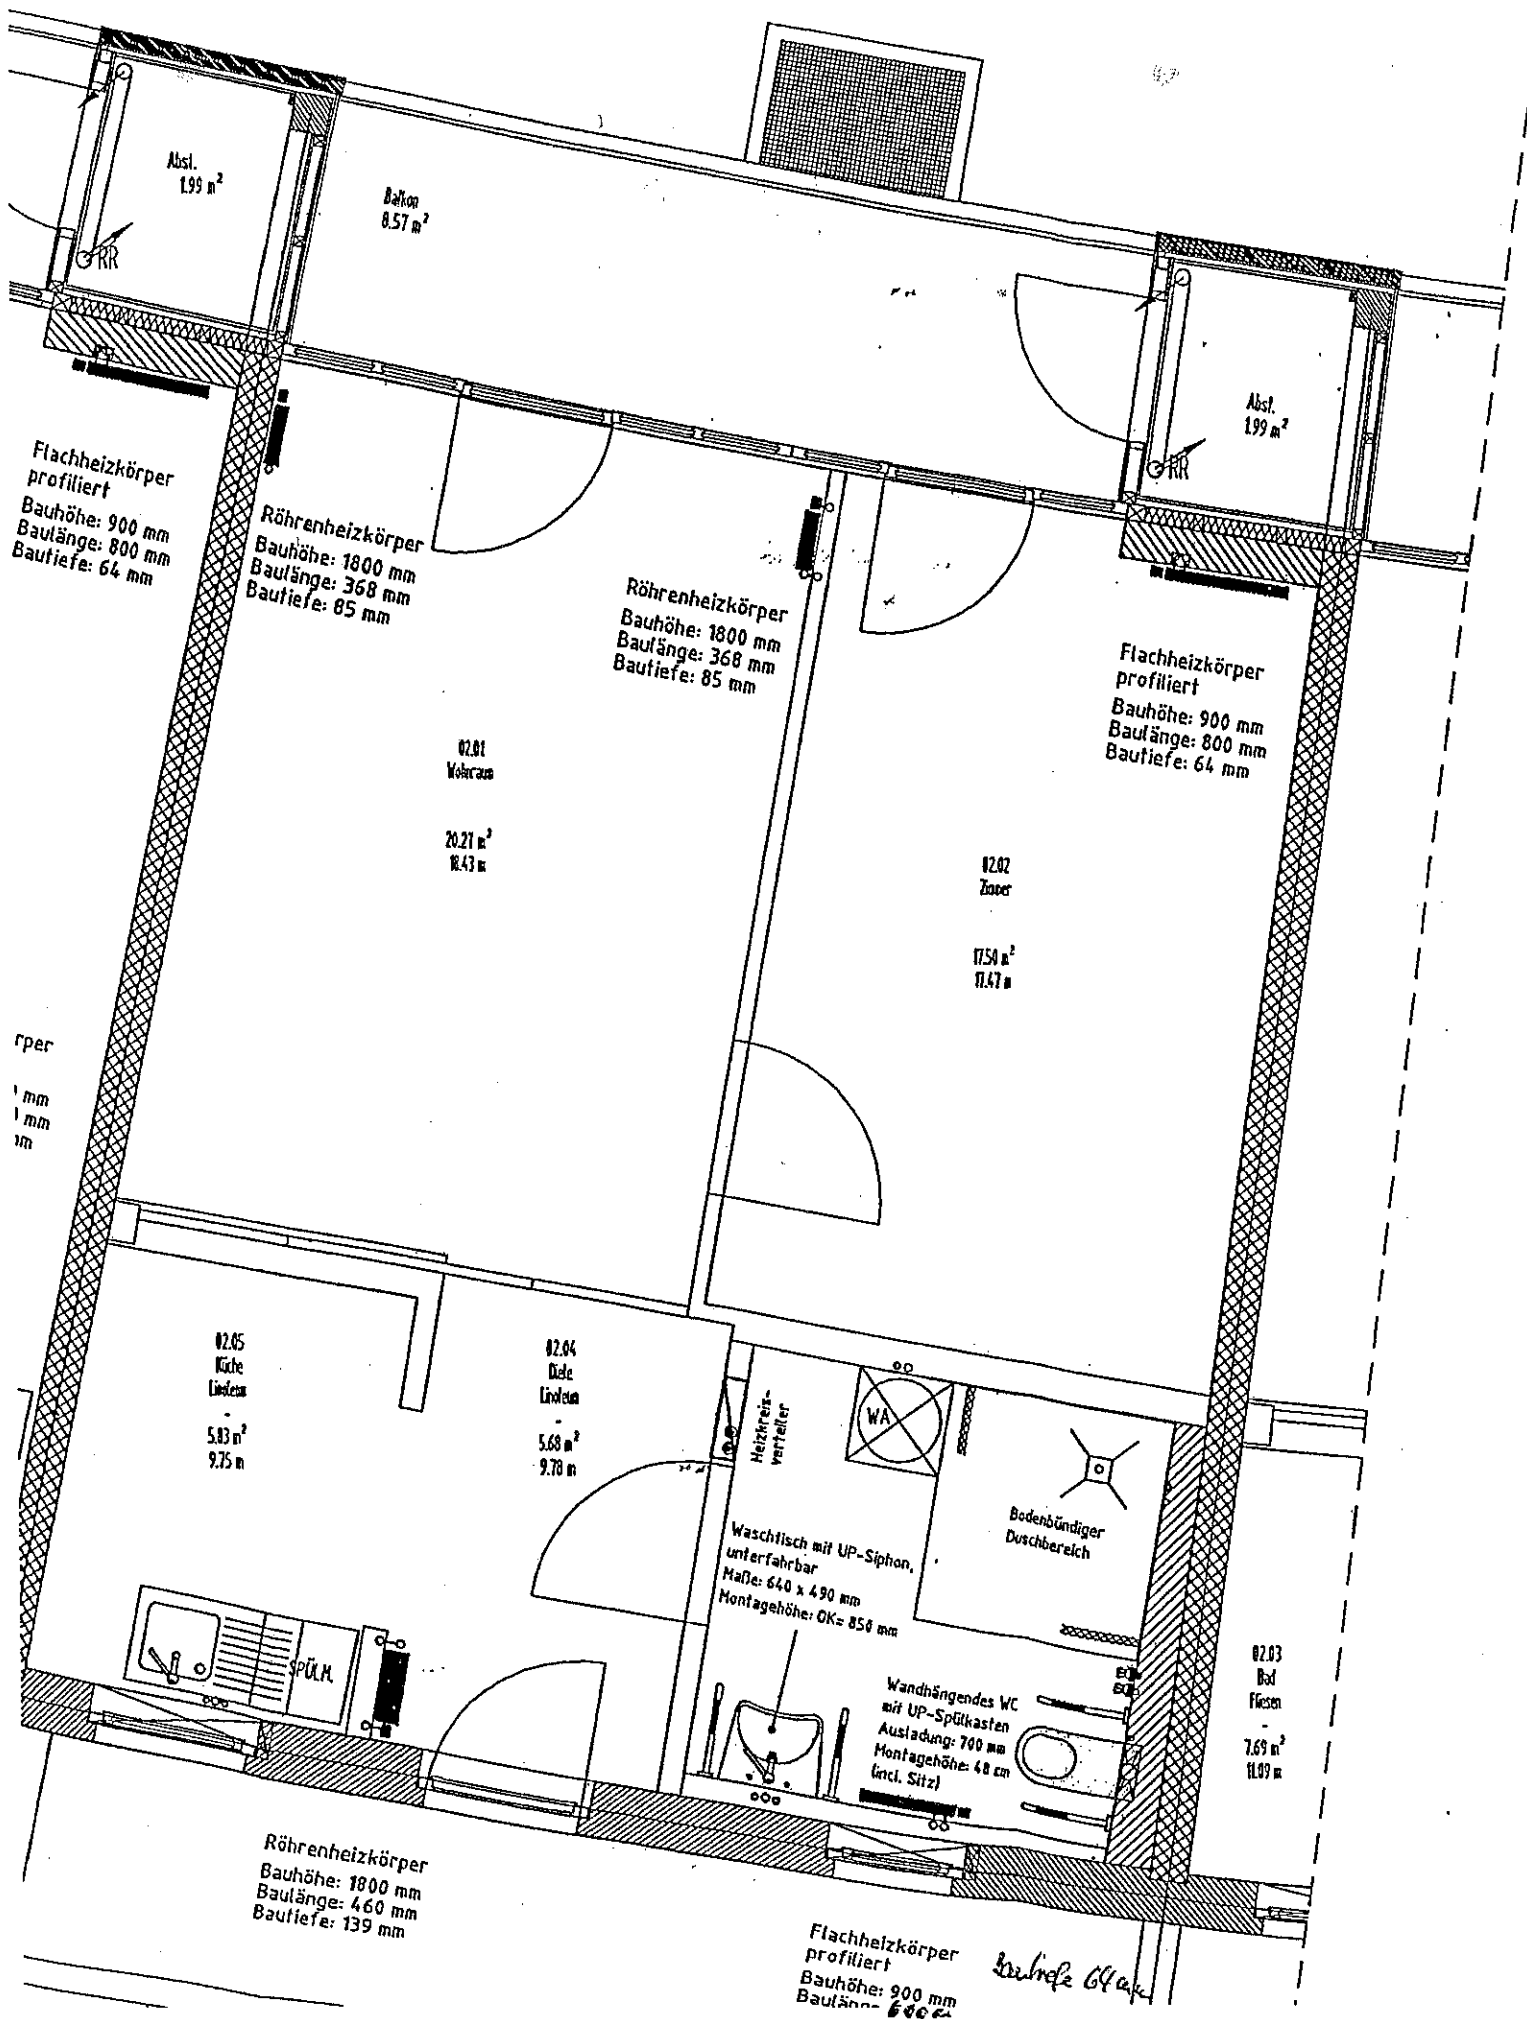 Abst.
1.99 m²
RR
Balkon
8.57 m²
Abst.
1.99 m²
RR
Flachheizkörper
profiliert
Bauhöhe: 900 mm
Baulänge: 800 mm
Bautiefe: 64 mm
Röhrenheizkörper
Bauhöhe: 1800 mm
Baulänge: 368 mm
Bautiefe: 85 mm
Röhrenheizkörper
Bauhöhe: 1800 mm
Baulänge: 368 mm
Bautiefe: 85 mm
Flachheizkörper
profiliert
Bauhöhe: 900 mm
Baulänge: 800 mm
Bautiefe: 64 mm
02.01
Wohnraum
20.27 m²
18.43 m
02.02
Zimmer
17.50 m²
17.47 m
rper
mm
mm
02.05
Küche
Linoleum
-
5.83 m²
9.75 m
02.04
Diele
Linoleum
-
5.68 m²
9.78 m
Heizkreis-
verteiler
WA
Bodenbündiger
Duschbereich
Waschtisch mit UP-Siphon,
unterfahrbar
Maße: 640 x 490 mm
Montagehöhe: OK= 850 mm
SPÜLM.
Wandhängendes WC
mit UP-Spülkasten
Ausladung: 700 mm
Montagehöhe: 48 cm
(incl. Sitz)
02.03
Bad
Fliesen
-
7.69 m²
11.09 m
Röhrenheizkörper
Bauhöhe: 1800 mm
Baulänge: 460 mm
Bautiefe: 139 mm
Flachheizkörper
profiliert
Bauhöhe: 900 mm
Baulänge
Bautiefe 64